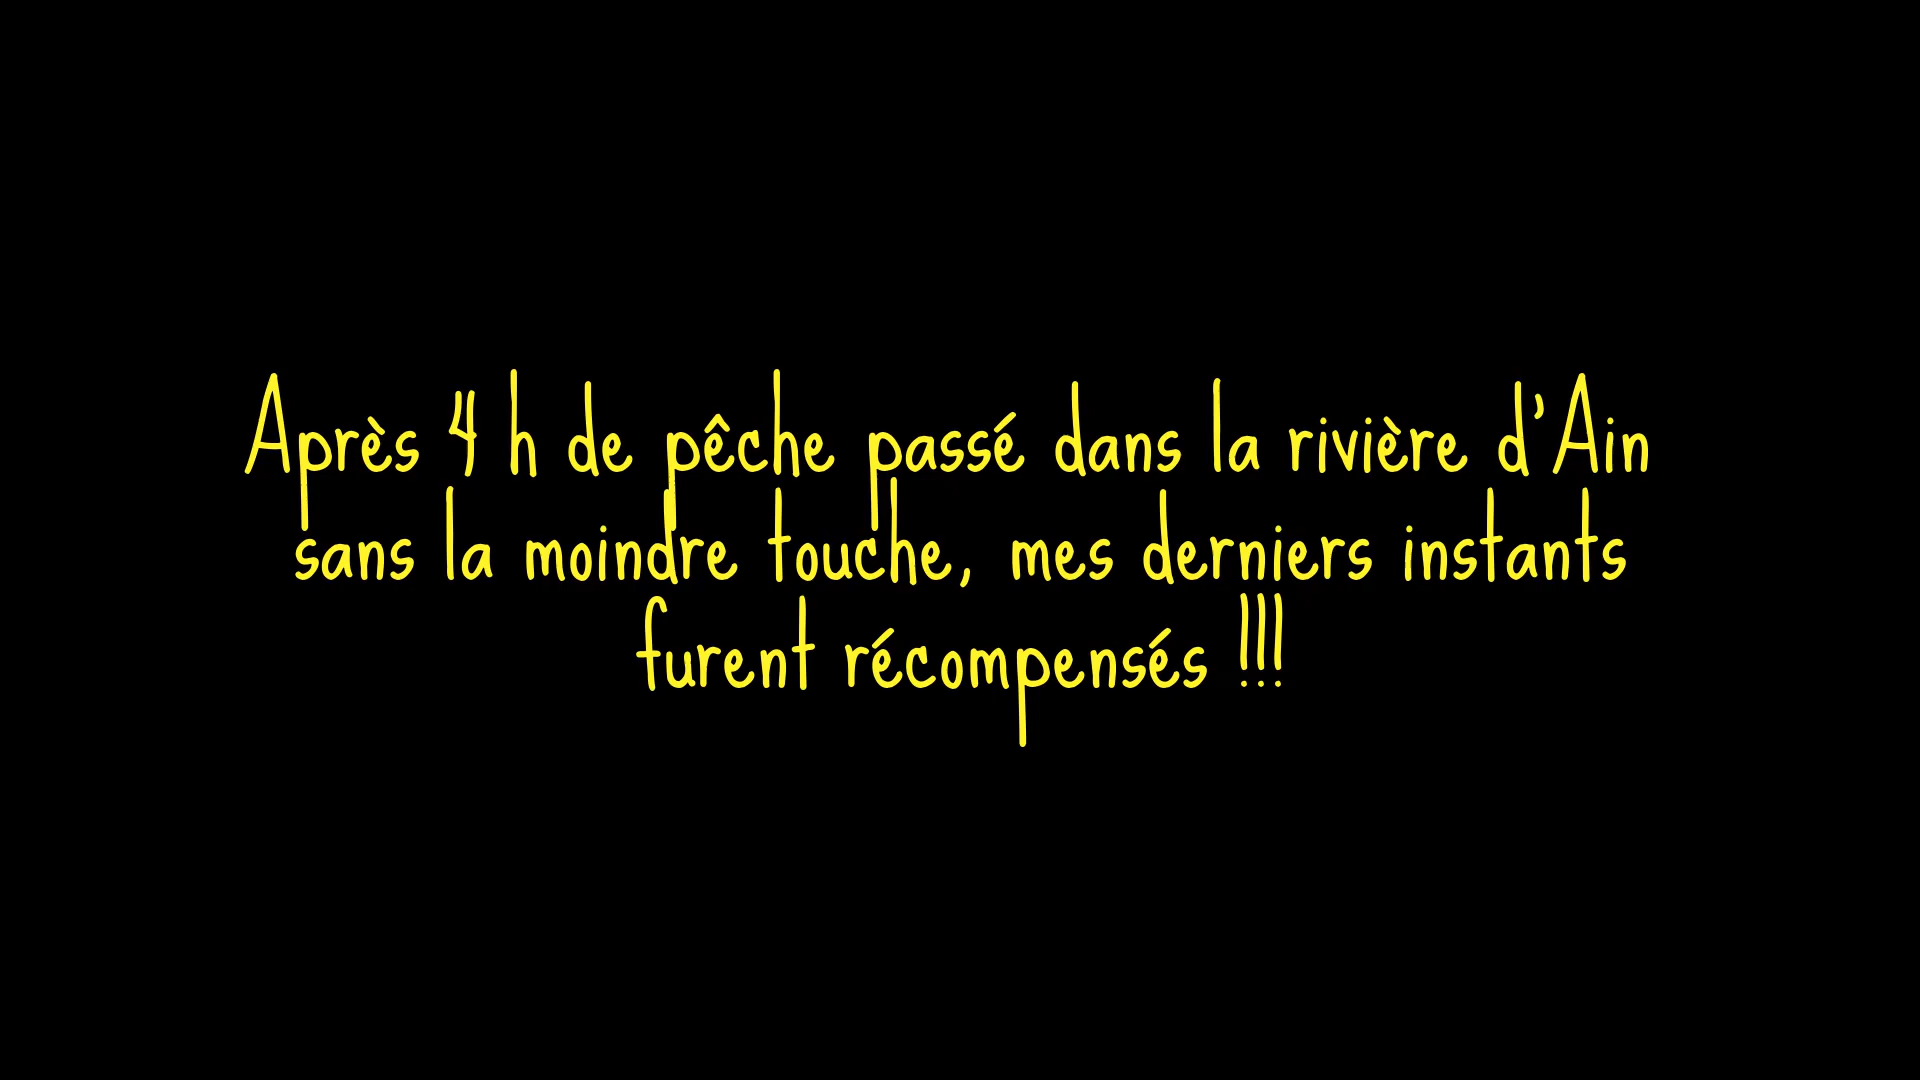 Après 4 h de pêche passé dans la rivière d'Ain
sans la moindre touche, mes derniers instants
furent récompensés !!!